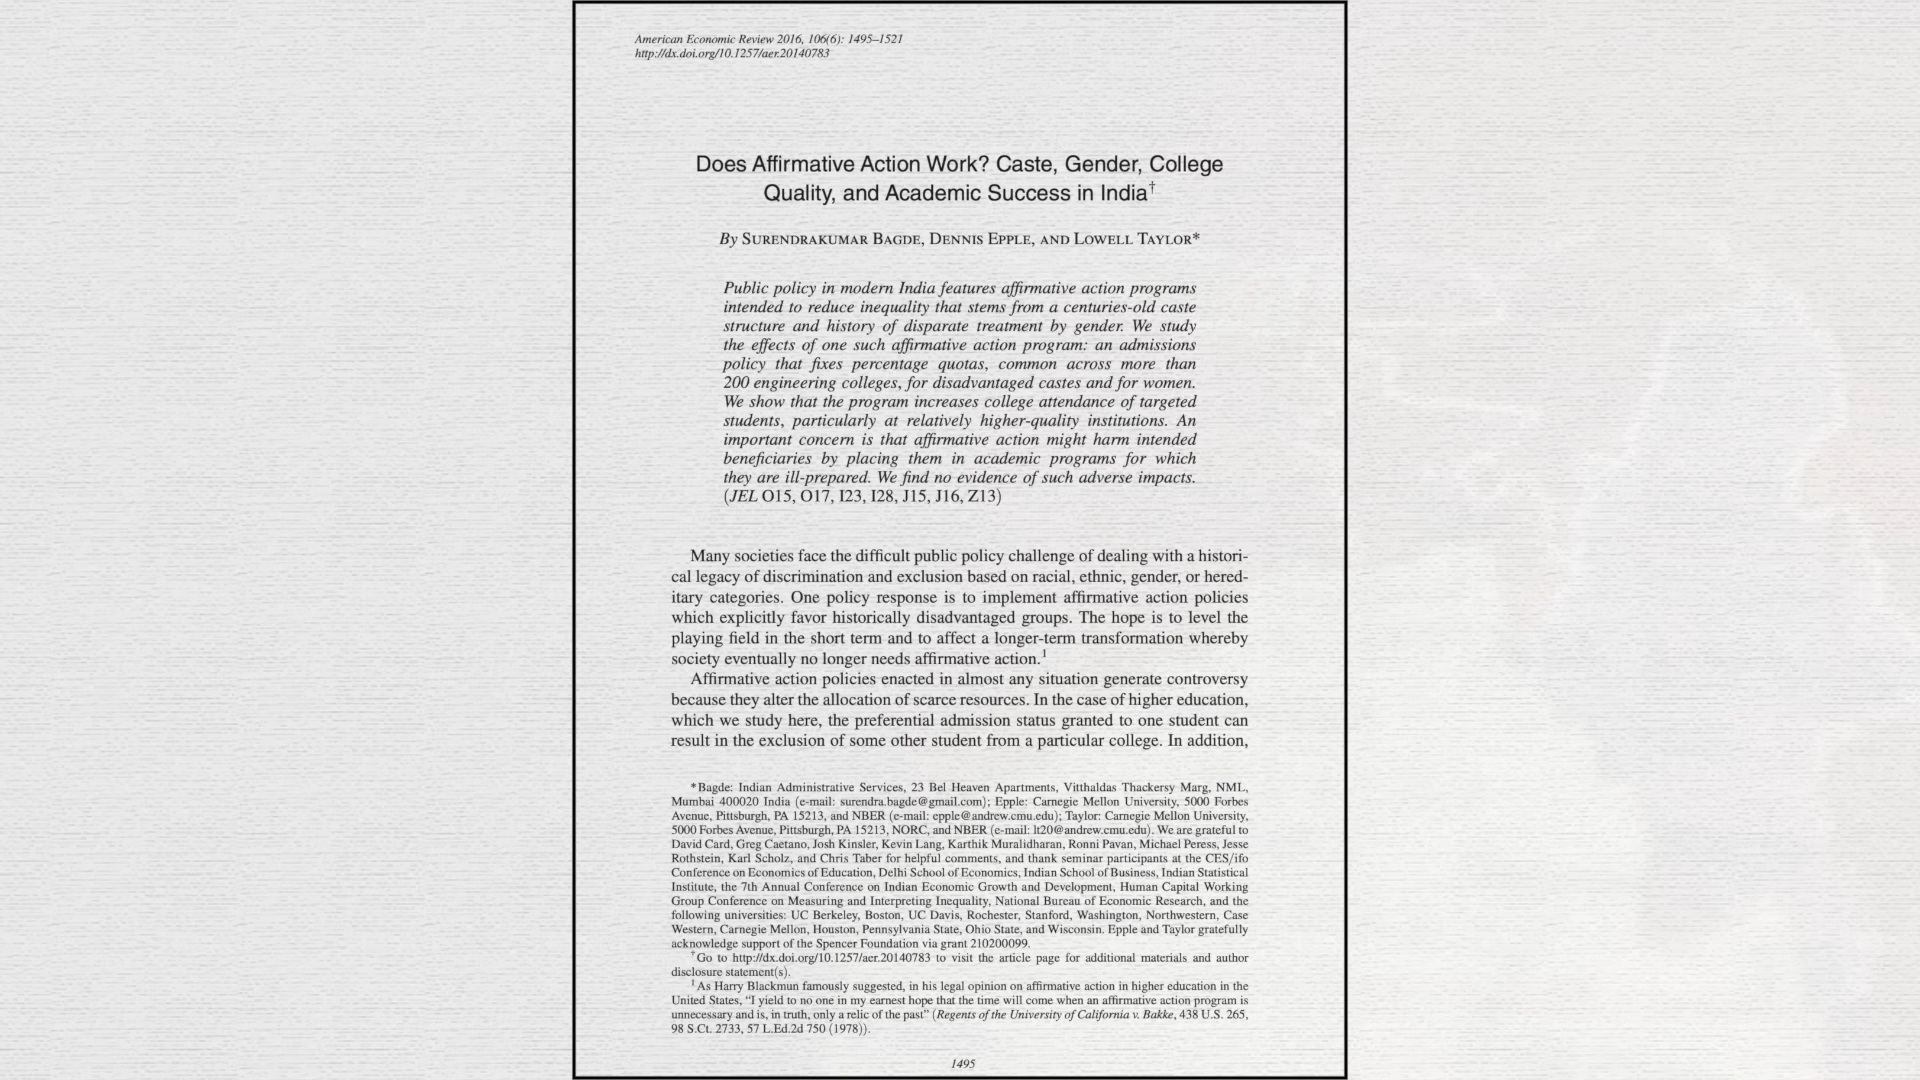 American Economic Review 2016, 106(6): 1495–1521
http://dx.doi.org/10.1257/aer.20140783
Does Affirmative Action Work? Caste, Gender, College
Quality, and Academic Success in India†
By Surendrakumar Bagde, Dennis Epple, and Lowell Taylor*
Public policy in modern India features affirmative action programs
intended to reduce inequality that stems from a centuries-old caste
structure and history of disparate treatment by gender. We study
the effects of one such affirmative action program: an admissions
policy that fixes percentage quotas, common across more than
200 engineering colleges, for disadvantaged castes and for women.
We show that the program increases college attendance of targeted
students, particularly at relatively higher-quality institutions. An
important concern is that affirmative action might harm intended
beneficiaries by placing them in academic programs for which
they are ill-prepared. We find no evidence of such adverse impacts.
(JEL O15, O17, I23, I28, J15, J16, Z13)
Many societies face the difficult public policy challenge of dealing with a histori-
cal legacy of discrimination and exclusion based on racial, ethnic, gender, or hered-
itary categories. One policy response is to implement affirmative action policies
which explicitly favor historically disadvantaged groups. The hope is to level the
playing field in the short term and to affect a longer-term transformation whereby
society eventually no longer needs affirmative action.1
Affirmative action policies enacted in almost any situation generate controversy
because they alter the allocation of scarce resources. In the case of higher education,
which we study here, the preferential admission status granted to one student can
result in the exclusion of some other student from a particular college. In addition,
*Bagde: Indian Administrative Services, 23 Bel Heaven Apartments, Vitthaldas Thackersy Marg, NML,
Mumbai 400020 India (e-mail: surendra.bagde@gmail.com); Epple: Carnegie Mellon University, 5000 Forbes
Avenue, Pittsburgh, PA 15213, and NBER (e-mail: epple@andrew.cmu.edu); Taylor: Carnegie Mellon University,
5000 Forbes Avenue, Pittsburgh, PA 15213, NORC, and NBER (e-mail: lt20@andrew.cmu.edu). We are grateful to
David Card, Greg Caetano, Josh Kinsler, Kevin Lang, Karthik Muralidharan, Ronni Pavan, Michael Peress, Jesse
Rothstein, Karl Scholz, and Chris Taber for helpful comments, and thank seminar participants at the CES/ifo
Conference on Economics of Education, Delhi School of Economics, Indian School of Business, Indian Statistical
Institute, the 7th Annual Conference on Indian Economic Growth and Development, Human Capital Working
Group Conference on Measuring and Interpreting Inequality, National Bureau of Economic Research, and the
following universities: UC Berkeley, Boston, UC Davis, Rochester, Stanford, Washington, Northwestern, Case
Western, Carnegie Mellon, Houston, Pennsylvania State, Ohio State, and Wisconsin. Epple and Taylor gratefully
acknowledge support of the Spencer Foundation via grant 210200099.
†Go to http://dx.doi.org/10.1257/aer.20140783 to visit the article page for additional materials and author
disclosure statement(s).
1As Harry Blackmun famously suggested, in his legal opinion on affirmative action in higher education in the
United States, “I yield to no one in my earnest hope that the time will come when an affirmative action program is
unnecessary and is, in truth, only a relic of the past” (Regents of the University of California v. Bakke, 438 U.S. 265,
98 S.Ct. 2733, 57 L.Ed.2d 750 (1978)).
1495